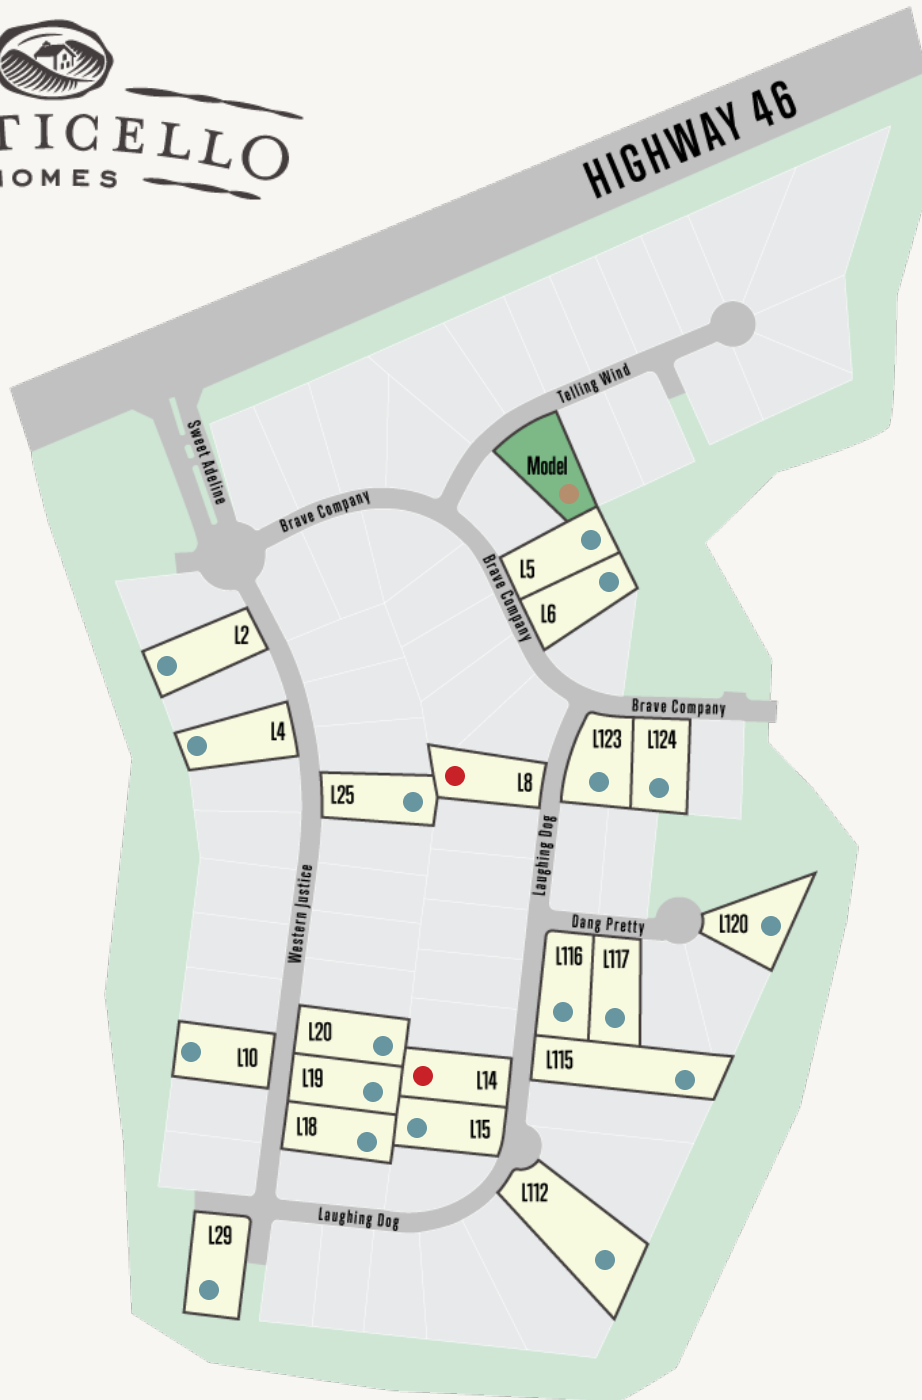 TICELLO
HOMES
HIGHWAY 46
Telling Wind
Sweet Adeline
Model
Brave Company
Brave Company
L5
L6
L2
L4
Brave Company
L123
L124
L25
L8
Laughing Dog
Western Justice
Dang Pretty
L120
L116
L117
L20
L10
L115
L19
L14
L18
L15
L112
Laughing Dog
L29